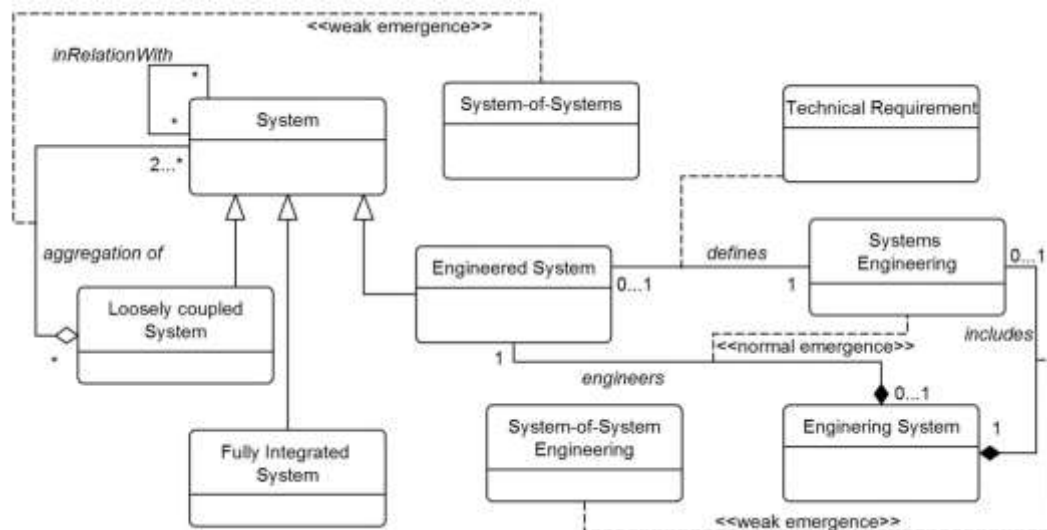 <<weak emergence>>
inRelationWith
*
*
System
System-of-Systems
Technical Requirement
2...*
aggregation of
Engineered System
defines
Systems
Engineering
0...1
0...1
1
Loosely coupled
System
*
<<normal emergence>>
includes
1
engineers
0...1
System-of-System
Engineering
Enginering System
1
Fully Integrated
System
<<weak emergence>>